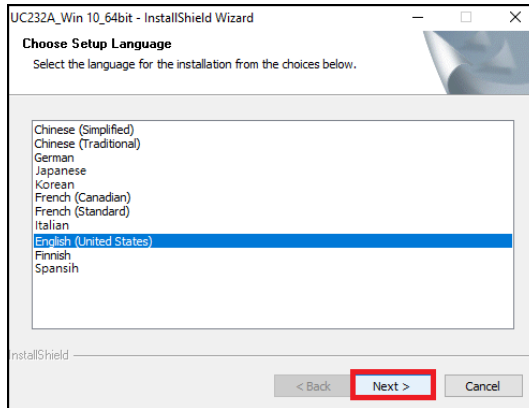 UC232A_Win 10_64bit - InstallShield Wizard
Choose Setup Language
Select the language for the installation from the choices below.
Chinese (Simplified)
Chinese (Traditional)
German
Japanese
Korean
French (Canadian)
French (Standard)
Italian
English (United States)
Finnish
Spansih
InstallShield
< Back
Next >
Cancel